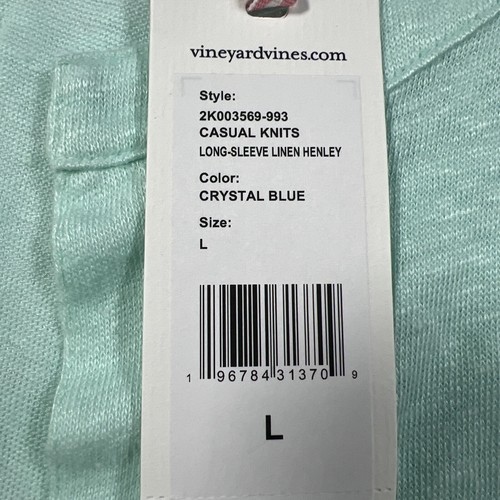 vineyardvines.com
Style:
2K003569-993
CASUAL KNITS
LONG-SLEEVE LINEN HENLEY
Color:
CRYSTAL BLUE
Size:
L
1 96784 31370 9
L